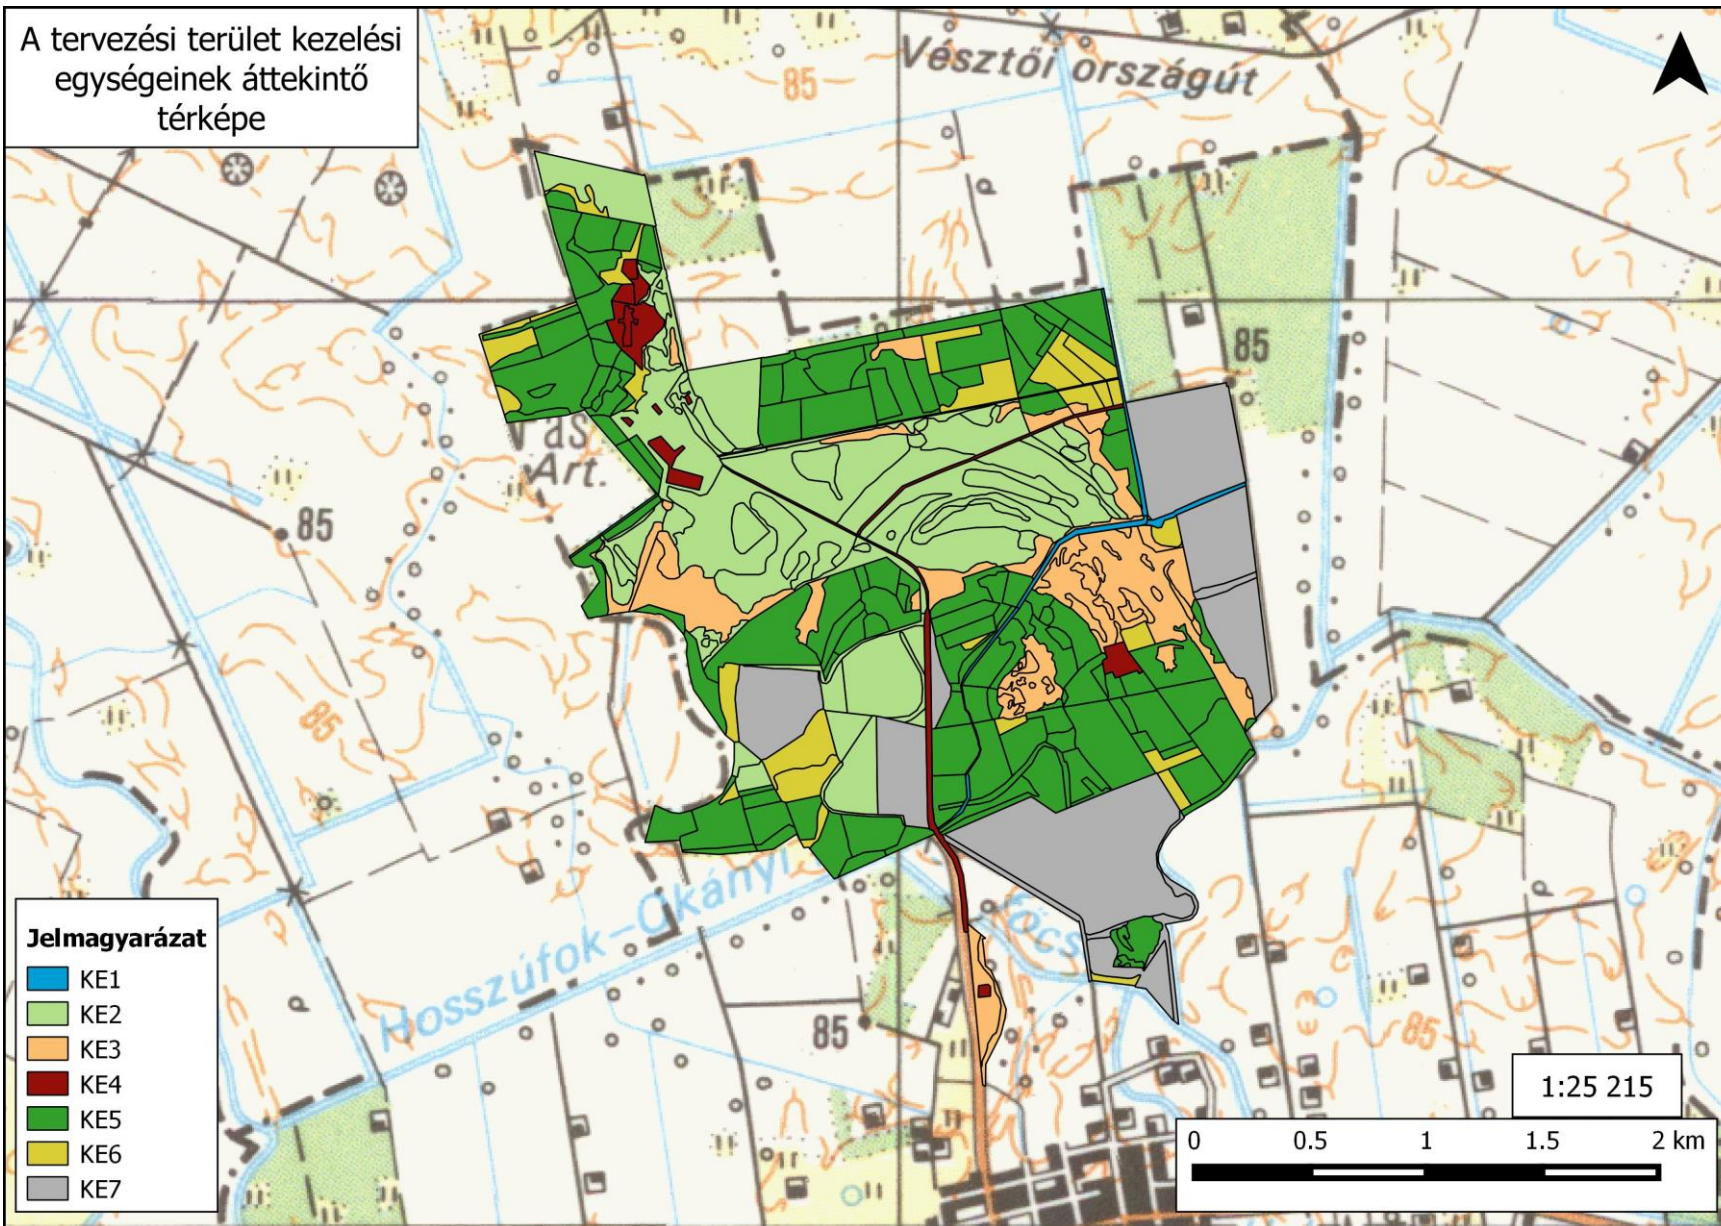 A tervezési terület kezelési
egységeinek áttekintő
térképe
Vésztői országút
85
85
85
Art.
85
Hosszúfok-Okányi
85
85
Jelmagyarázat
KE1
KE2
KE3
KE4
KE5
KE6
KE7
1:25 215
0 0.5 1 1.5 2 km